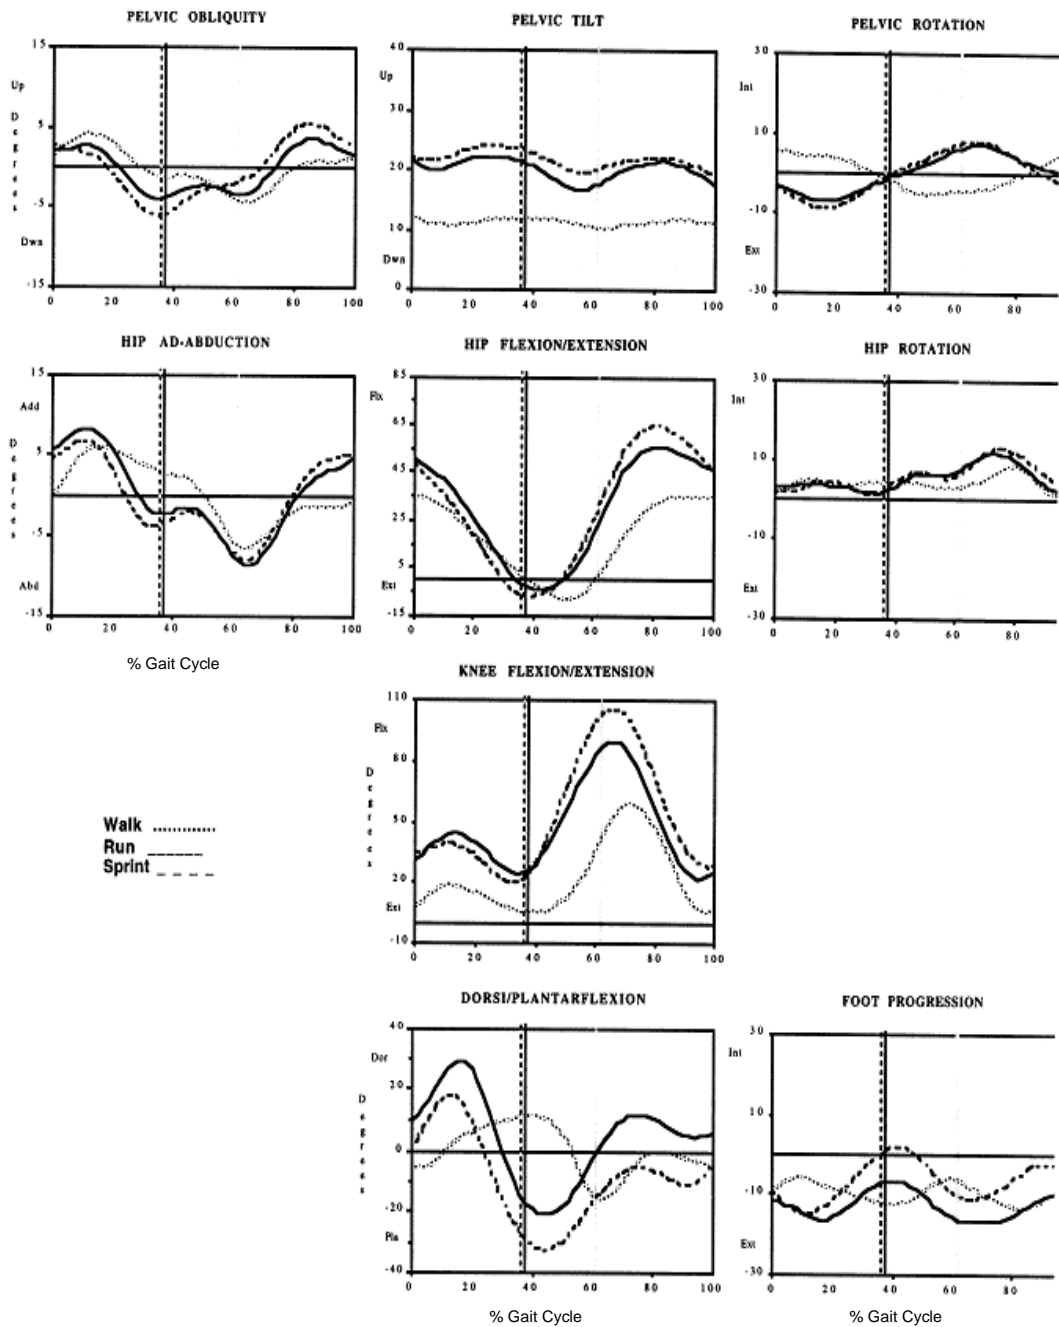 PELVIC OBLIQUITY
PELVIC TILT
PELVIC ROTATION
15
Up
5
Degrees
-5
Dwn
-15
0 20 40 60 80 100
40
Up
30
20
10
Dwn
0
0 20 40 60 80 100
30
Int
10
-10
Ext
-30
0 20 40 60 80
HIP AD-ABDUCTION
HIP FLEXION/EXTENSION
HIP ROTATION
15
Add
5
Degrees
-5
Abd
-15
0 20 40 60 80 100
% Gait Cycle
85
Flx
65
45
25
5
Ext
-15
0 20 40 60 80 100
30
Int
10
-10
Ext
-30
0 20 40 60 80
KNEE FLEXION/EXTENSION
110
Flx
80
Degrees
50
20
Ext
-10
0 20 40 60 80 100
Walk ...............
Run _______
Sprint _ _ _ _
DORSI/PLANTARFLEXION
FOOT PROGRESSION
40
Dor
20
Degrees
0
-20
Pla
-40
0 20 40 60 80 100
% Gait Cycle
30
Int
10
-10
Ext
-30
0 20 40 60 80
% Gait Cycle